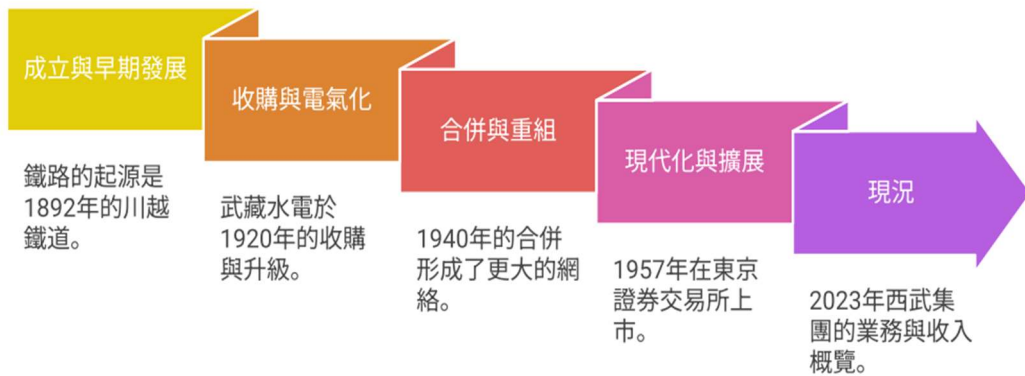 成立與早期發展
鐵路的起源是
1892年的川越
鐵道。
收購與電氣化
武藏水電於
1920年的收購
與升級。
合併與重組
1940年的合併
形成了更大的網
絡。
現代化與擴展
1957年在東京
證券交易所上
市。
現況
2023年西武集
團的業務與收入
概覽。